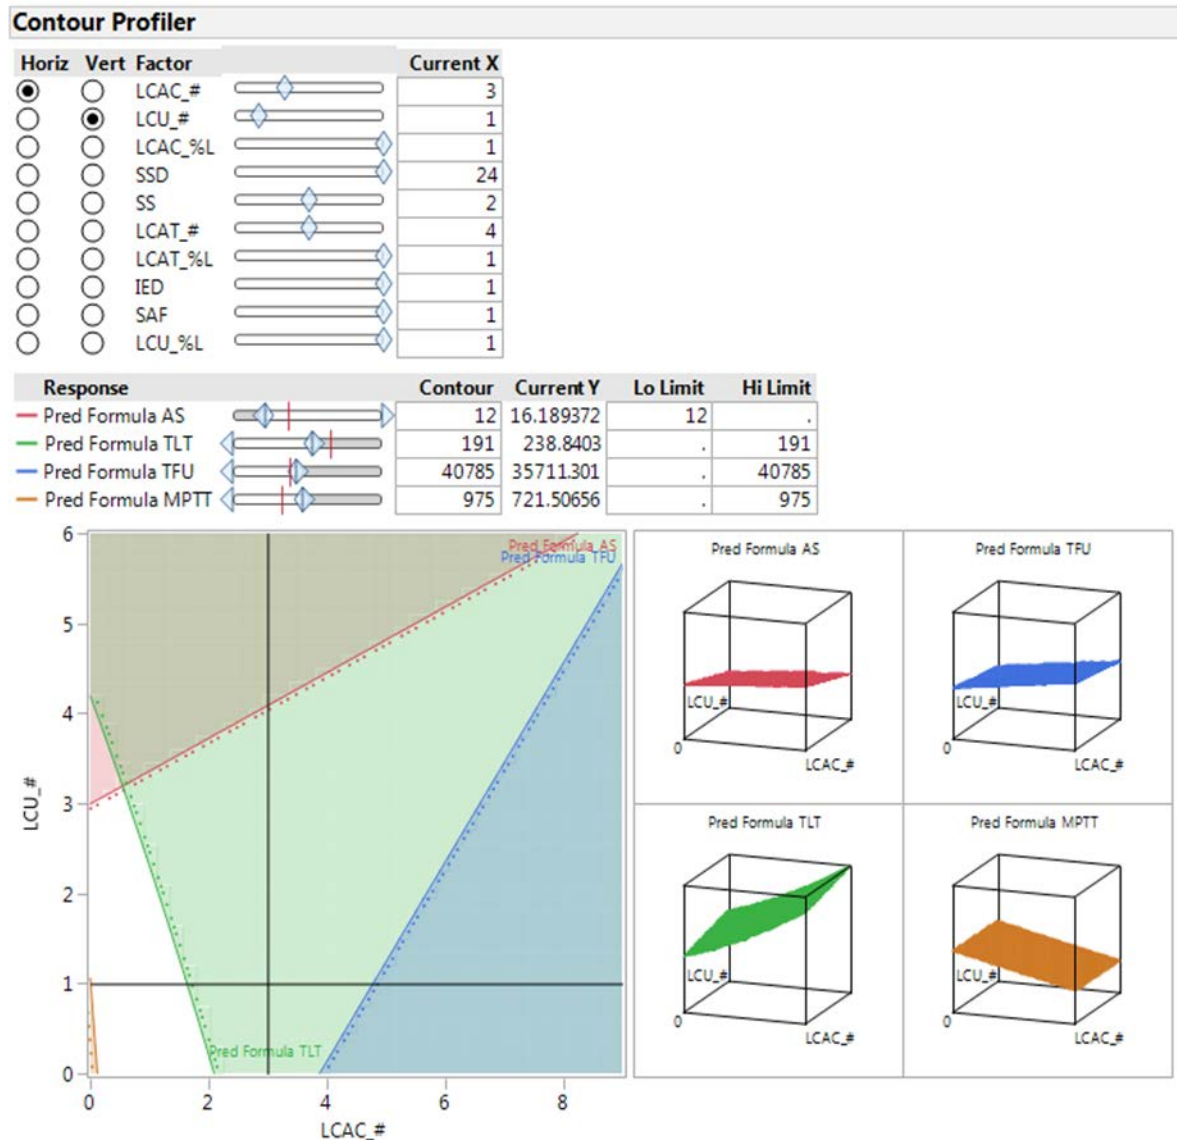 Contour Profiler
Horiz Vert Factor Current X
LCAC_# 3
LCU_# 1
LCAC_%L 1
SSD 24
SS 2
LCAT_# 4
LCAT_%L 1
IED 1
SAF 1
LCU_%L 1
Response Contour Current Y Lo Limit Hi Limit
Pred Formula AS 12 16.189372 12 .
Pred Formula TLT 191 238.8403 . 191
Pred Formula TFU 40785 35711.301 . 40785
Pred Formula MPTT 975 721.50656 . 975
6
Pred Formula AS
Pred Formula TFU
5
4
3
2
1
0
LCU_#
Pred Formula TLT
0 2 4 6 8
LCAC_#
Pred Formula AS
LCU_#
0
LCAC_#
Pred Formula TFU
LCU_#
0
LCAC_#
Pred Formula TLT
LCU_#
0
LCAC_#
Pred Formula MPTT
LCU_#
0
LCAC_#